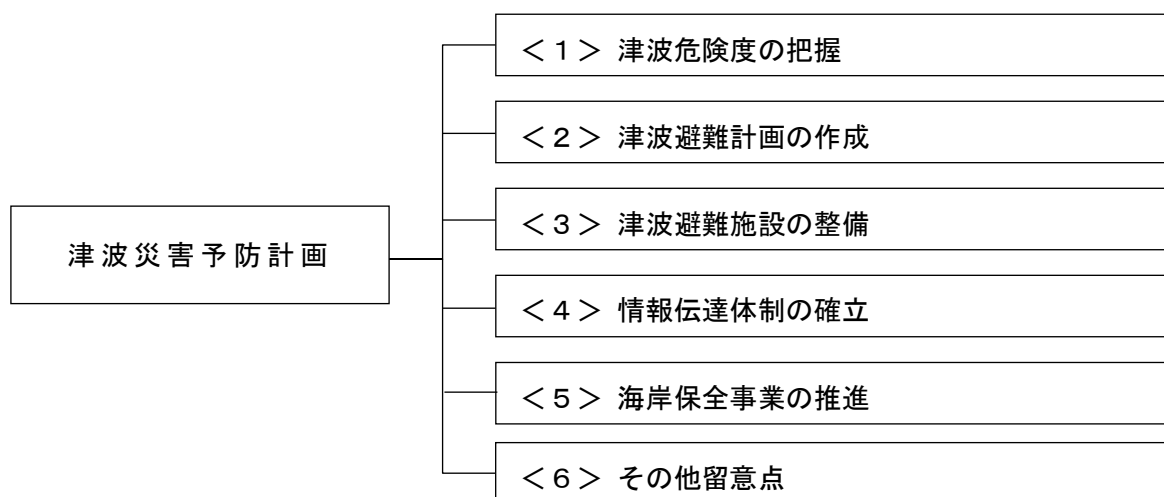 津波災害予防計画
＜１＞ 津波危険度の把握
＜２＞ 津波避難計画の作成
＜３＞ 津波避難施設の整備
＜４＞ 情報伝達体制の確立
＜５＞ 海岸保全事業の推進
＜６＞ その他留意点